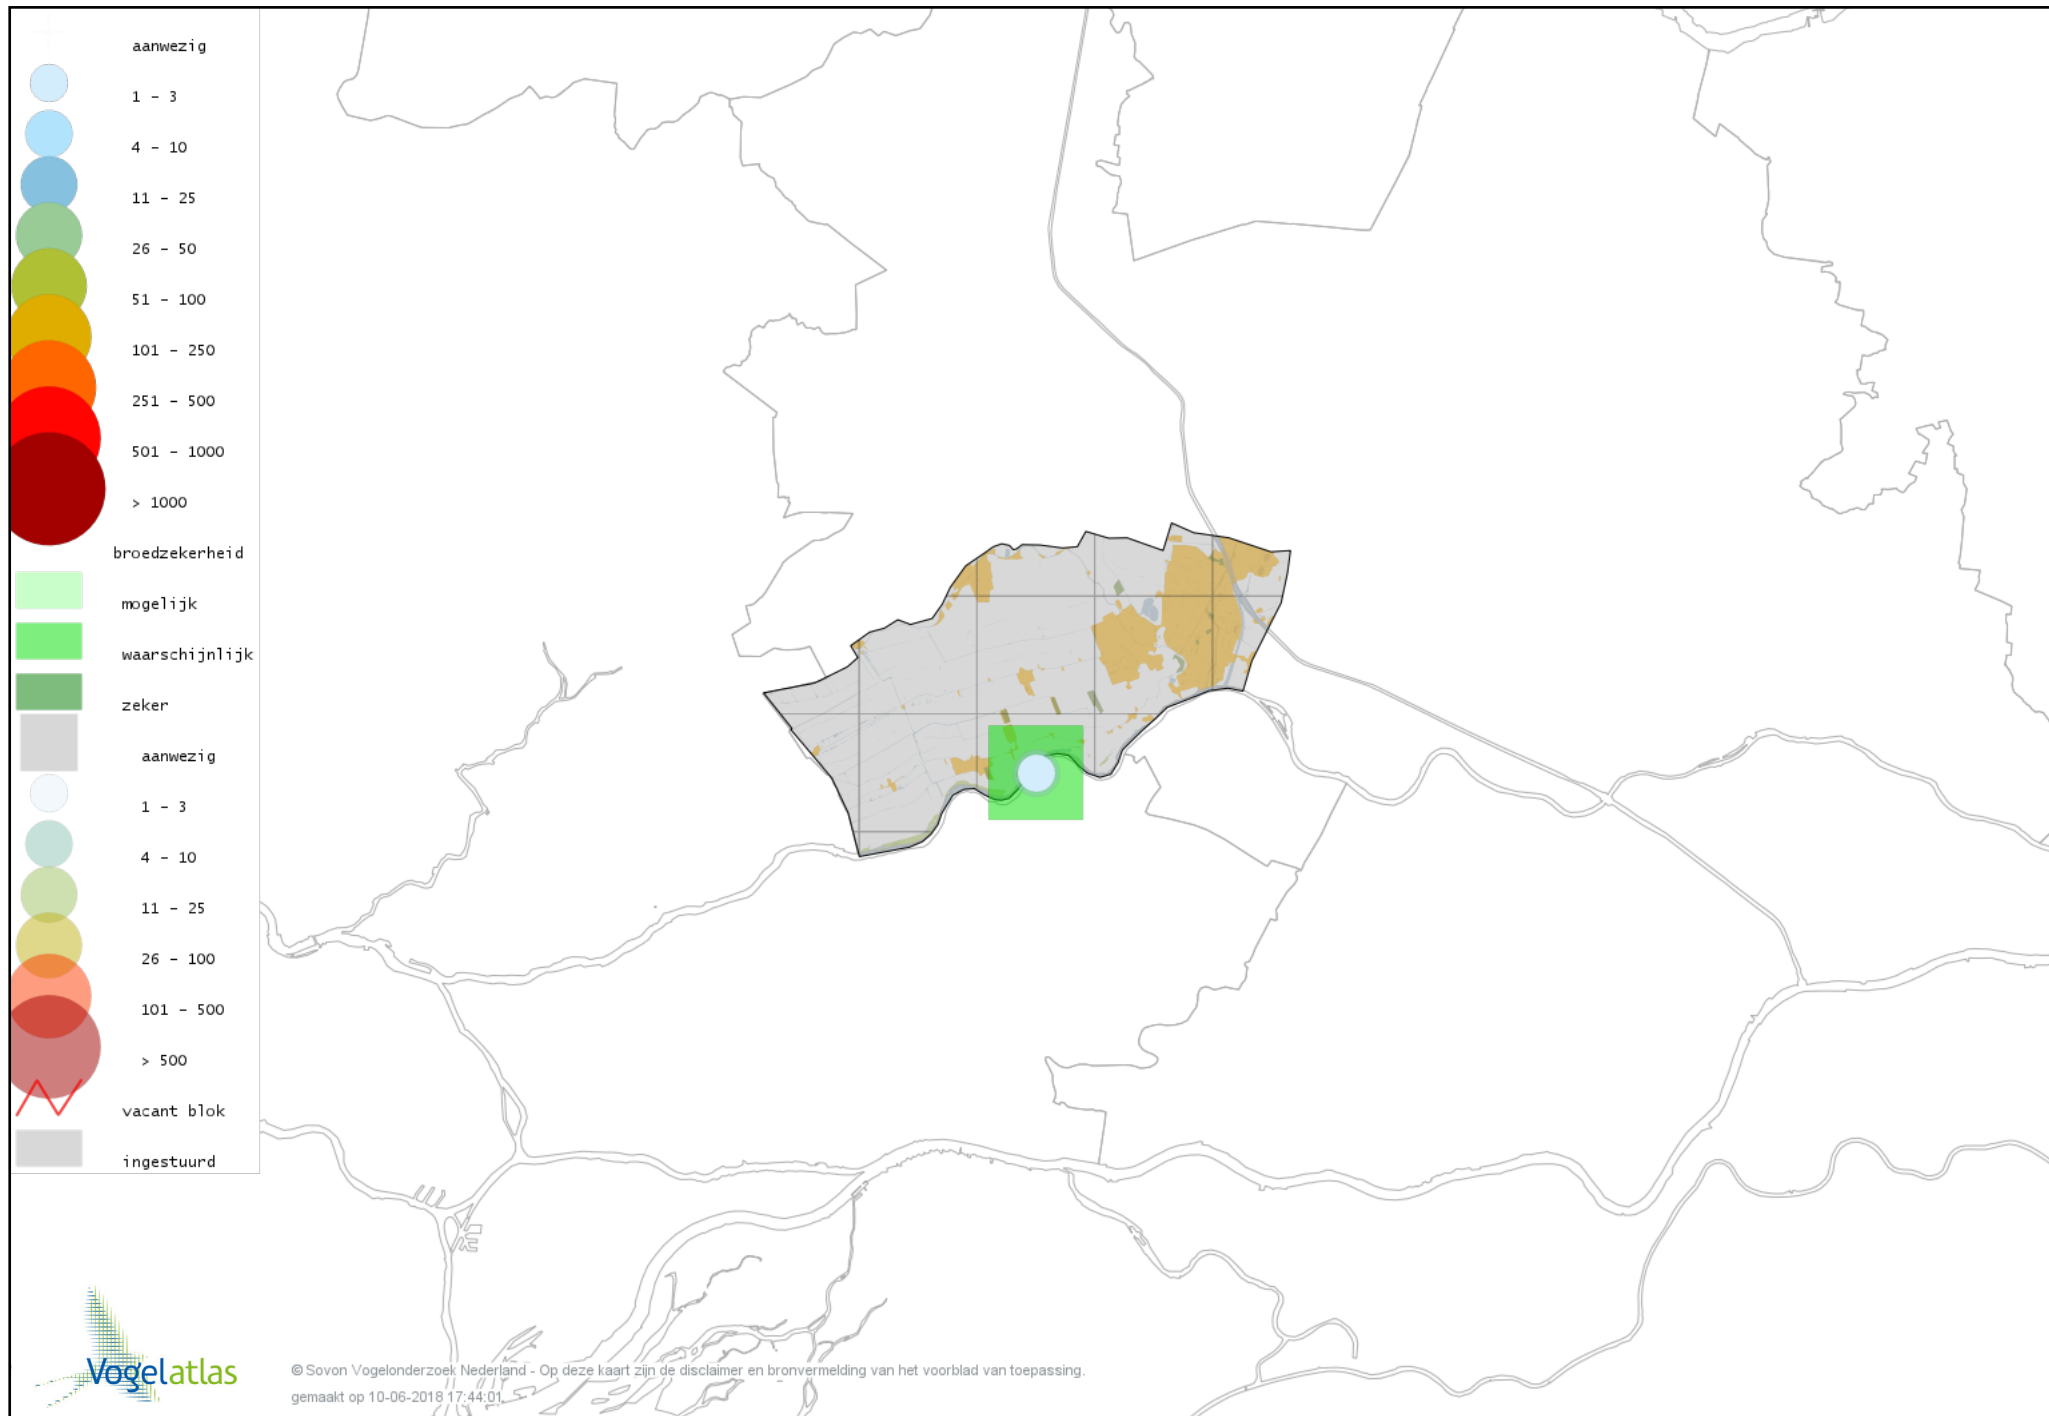 aanwezig
1 - 3
4 - 10
11 - 25
26 - 50
51 - 100
101 - 250
251 - 500
501 - 1000
> 1000
broedzekerheid
mogelijk
waarschijnlijk
zeker
aanwezig
1 - 3
4 - 10
11 - 25
26 - 100
101 - 500
> 500
vacant blok
ingestuurd
Vogelatlas
© Sovon Vogelonderzoek Nederland - Op deze kaart zijn de disclaimer en bronvermelding van het voorblad van toepassing.
gemaakt op 10-06-2018 17:44:01